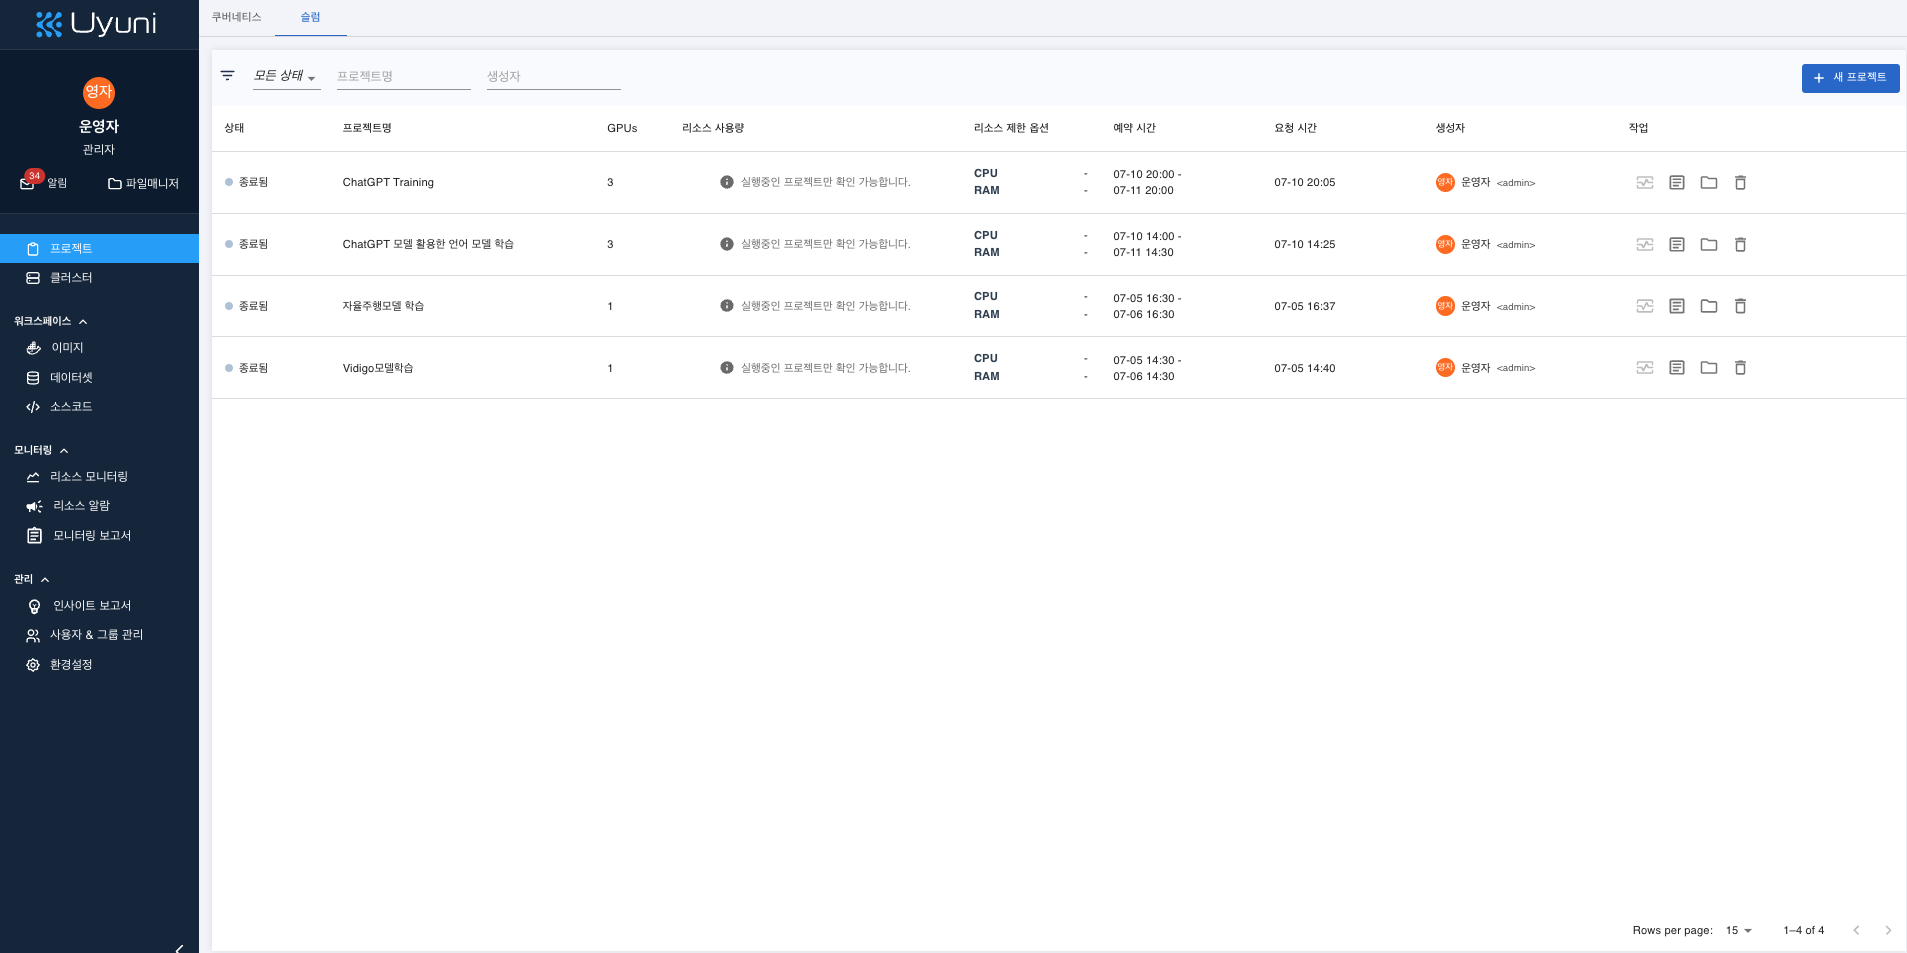 Uyuni
쿠버네티스 슬럼
영자
운영자
관리자
34 알림 파일매니저
프로젝트
클러스터
워크스페이스
이미지
데이터셋
소스코드
모니터링
리소스 모니터링
리소스 알람
모니터링 보고서
관리
인사이트 보고서
사용자 & 그룹 관리
환경설정
모든 상태 프로젝트명 생성자 새 프로젝트
상태 프로젝트명 GPUs 리소스 사용량 리소스 제한 옵션 예약 시간 요청 시간 생성자 작업
종료됨 ChatGPT Training 3 실행중인 프로젝트만 확인 가능합니다. CPU - 07-10 20:00 - 07-10 20:05 영자 운영자 <admin>
RAM - 07-11 20:00
종료됨 ChatGPT 모델 활용한 언어 모델 학습 3 실행중인 프로젝트만 확인 가능합니다. CPU - 07-10 14:00 - 07-10 14:25 영자 운영자 <admin>
RAM - 07-11 14:30
종료됨 자율주행모델 학습 1 실행중인 프로젝트만 확인 가능합니다. CPU - 07-05 16:30 - 07-05 16:37 영자 운영자 <admin>
RAM - 07-06 16:30
종료됨 Vidigo모델학습 1 실행중인 프로젝트만 확인 가능합니다. CPU - 07-05 14:30 - 07-05 14:40 영자 운영자 <admin>
RAM - 07-06 14:30
Rows per page: 15 1–4 of 4